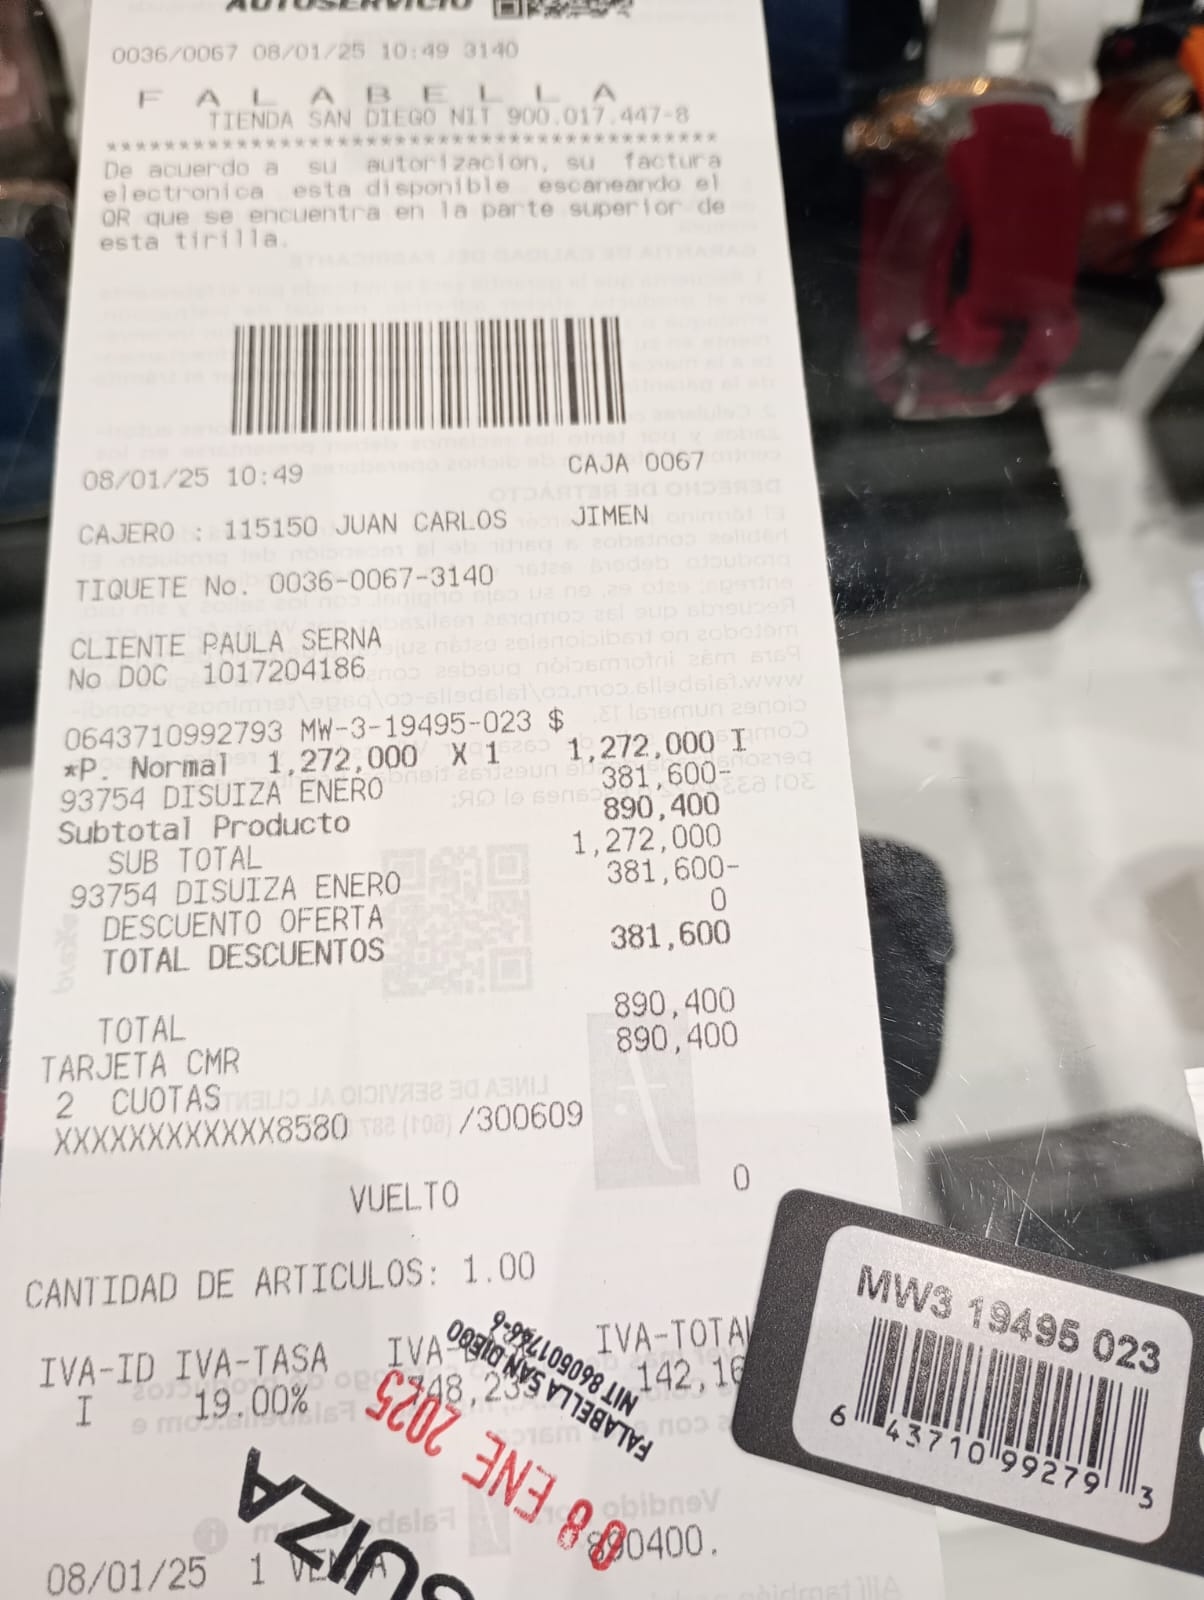 AUTOSERVICIO
0036/0067 08/01/25 10:49 3140
F A L A B E L L A
TIENDA SAN DIEGO NIT 900.017.447-8
**************************************************
De acuerdo a su autorizacion, su factura
electronica esta disponible escaneando el
QR que se encuentra en la parte superior de
esta tirilla.
08/01/25 10:49 CAJA 0067
CAJERO : 115150 JUAN CARLOS JIMEN
TIQUETE No. 0036-0067-3140
CLIENTE PAULA SERNA
No DOC 1017204186
0643710992793 MW-3-19495-023 $
*P. Normal 1,272,000 X 1 1,272,000 I
93754 DISUIZA ENERO 381,600-
Subtotal Producto 890,400
SUB TOTAL 1,272,000
93754 DISUIZA ENERO 381,600-
DESCUENTO OFERTA 0
TOTAL DESCUENTOS 381,600
TOTAL 890,400
TARJETA CMR 890,400
2 CUOTAS
XXXXXXXXXXXX8580 /300609
VUELTO 0
CANTIDAD DE ARTICULOS: 1.00
IVA-ID IVA-TASA IVA- IVA-TOTAL
I 19.00% 142,16
FALABELLA SAN DIEGO
08 ENE 2025
UIZA
08/01/25 1 VENTA 890400.
MW3 19495 023
6 43710 99279 3